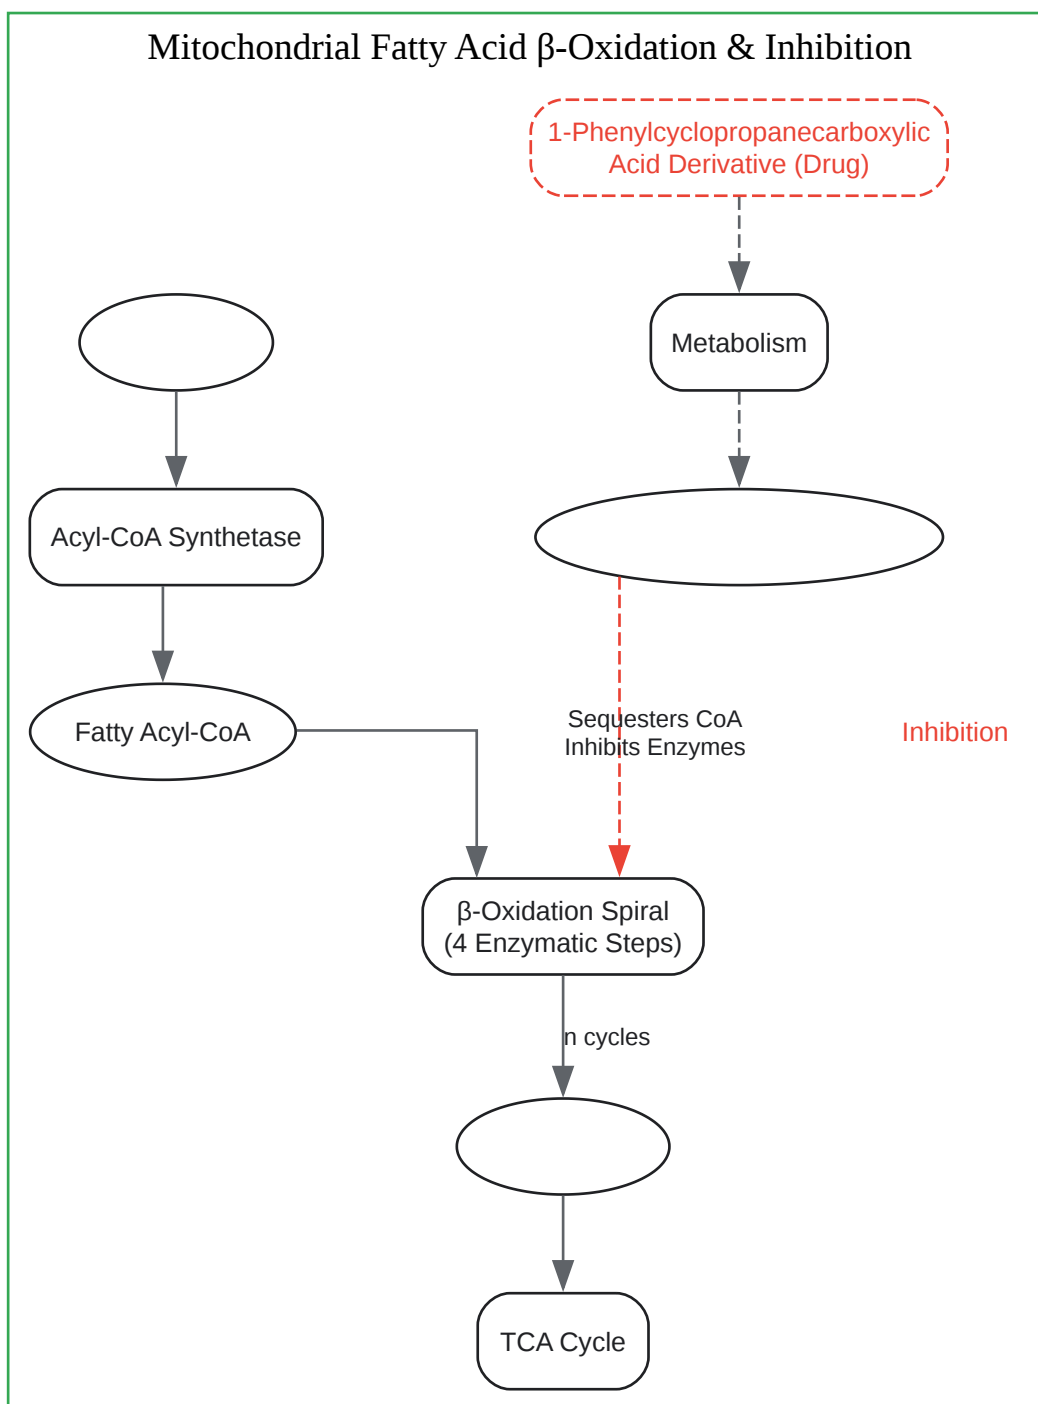 Mitochondrial Fatty Acid β-Oxidation & Inhibition
1-Phenylcyclopropanecarboxylic
Acid Derivative (Drug)
Metabolism
Acyl-CoA Synthetase
Fatty Acyl-CoA
Sequesters CoA
Inhibits Enzymes
Inhibition
β-Oxidation Spiral
(4 Enzymatic Steps)
n cycles
TCA Cycle